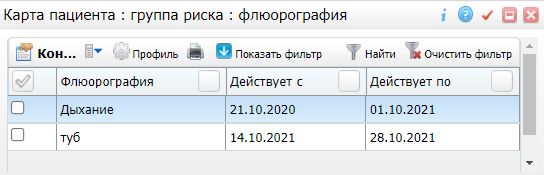 Карта пациента : группа риска : флюорография
Кон... Профиль Показать фильтр Найти Очистить фильтр
Флюорография Действует с Действует по
Дыхание 21.10.2020 01.10.2021
туб 14.10.2021 28.10.2021